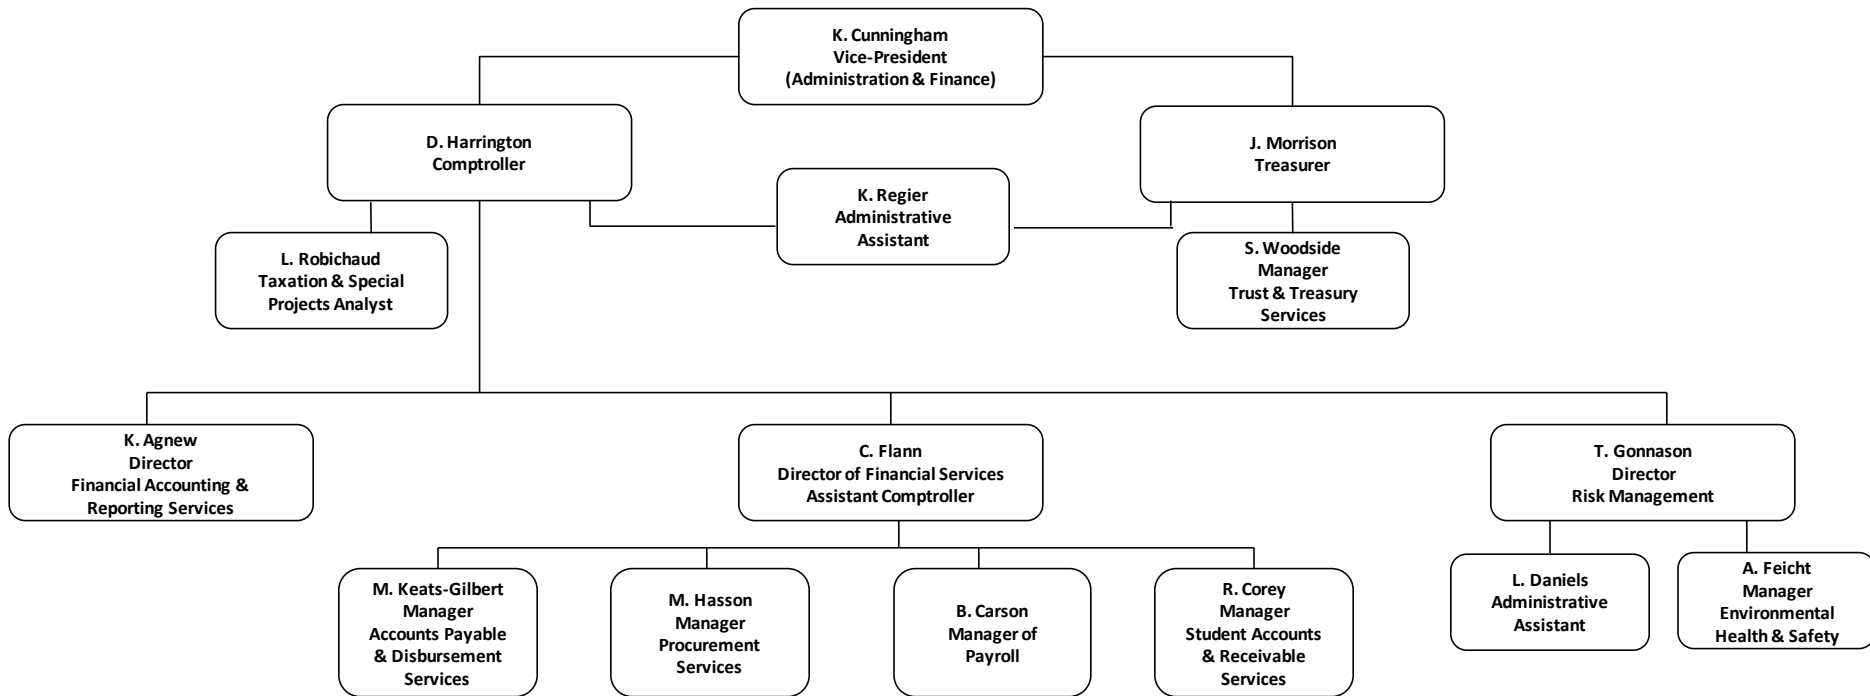 K. Cunningham
Vice-President
(Administration & Finance)
D. Harrington
Comptroller
J. Morrison
Treasurer
K. Regier
Administrative
Assistant
L. Robichaud
Taxation & Special
Projects Analyst
S. Woodside
Manager
Trust & Treasury
Services
K. Agnew
Director
Financial Accounting &
Reporting Services
C. Flann
Director of Financial Services
Assistant Comptroller
T. Gonnason
Director
Risk Management
M. Keats-Gilbert
Manager
Accounts Payable
& Disbursement
Services
M. Hasson
Manager
Procurement
Services
B. Carson
Manager of
Payroll
R. Corey
Manager
Student Accounts
& Receivable
Services
L. Daniels
Administrative
Assistant
A. Feicht
Manager
Environmental
Health & Safety